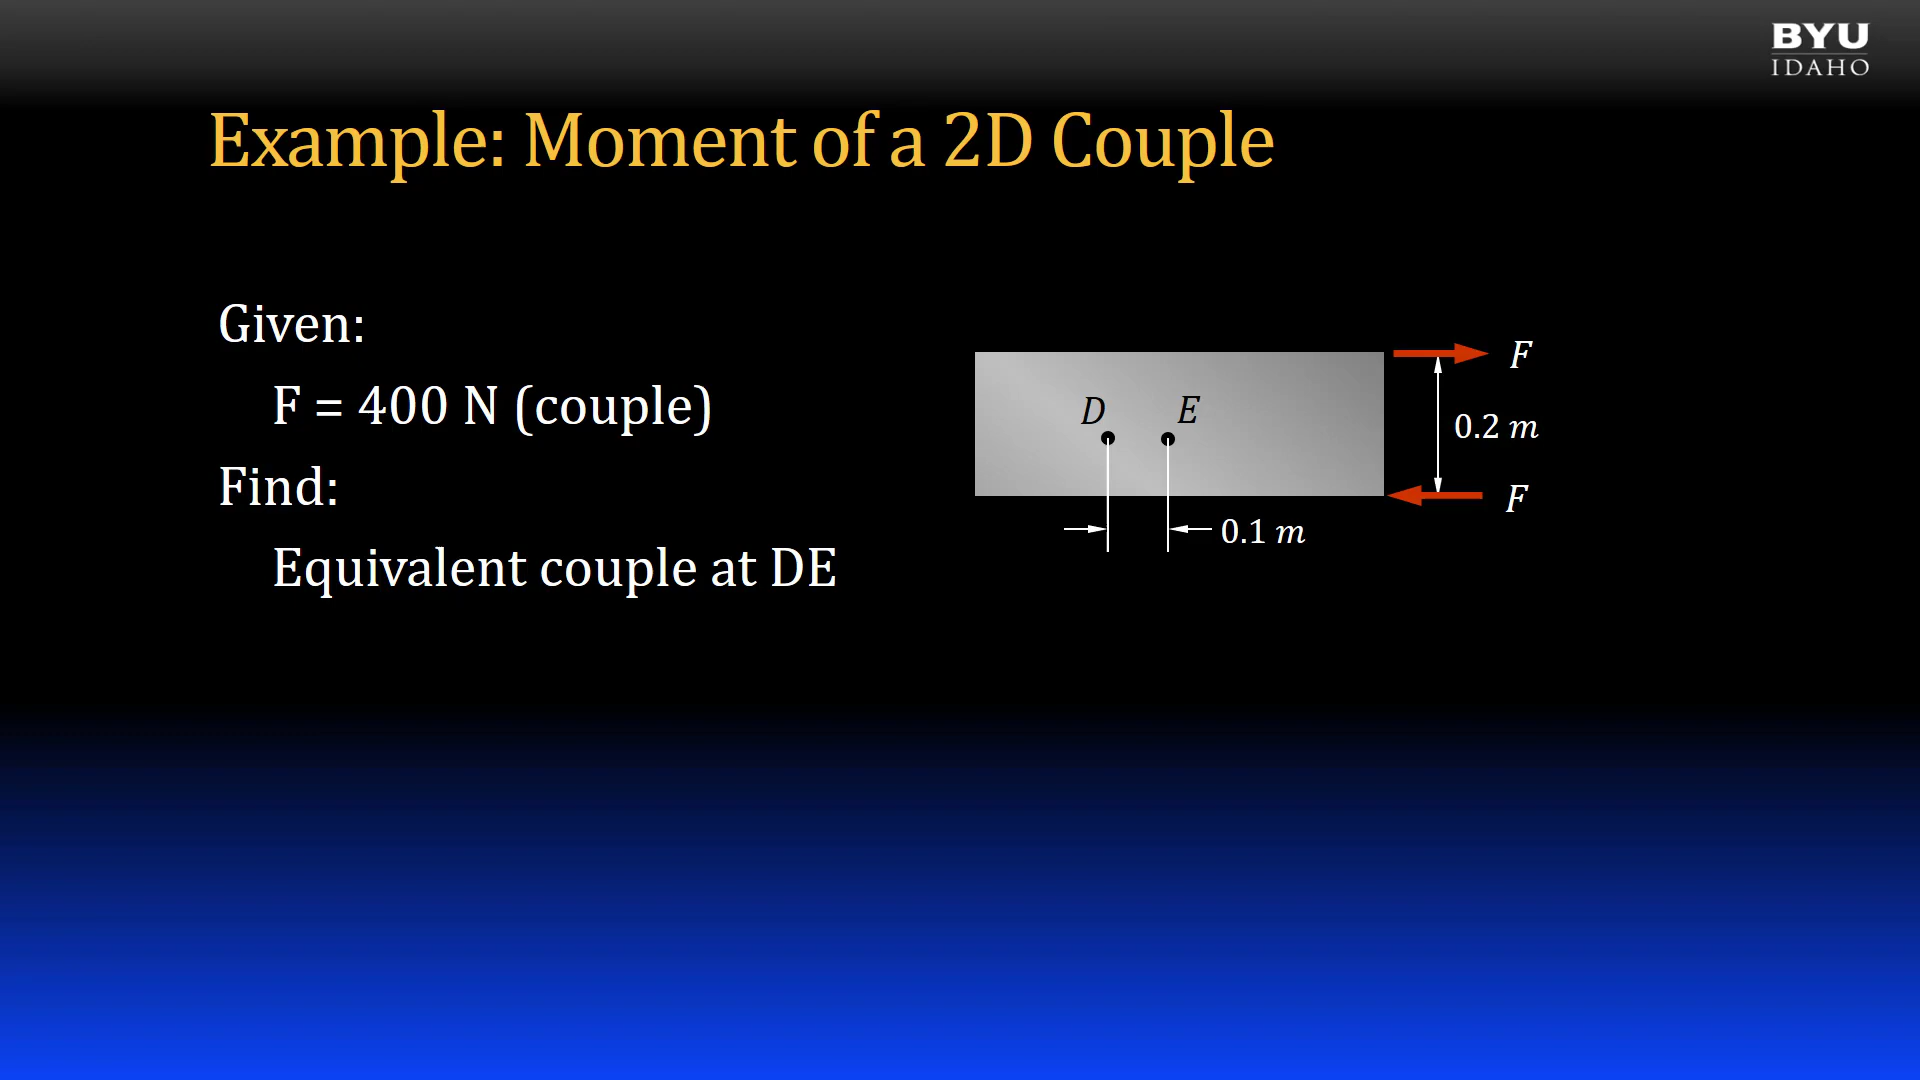 BYU
IDAHO
Example: Moment of a 2D Couple
Given:
F = 400 N (couple)
Find:
Equivalent couple at DE
F
D E
0.2 m
F
0.1 m